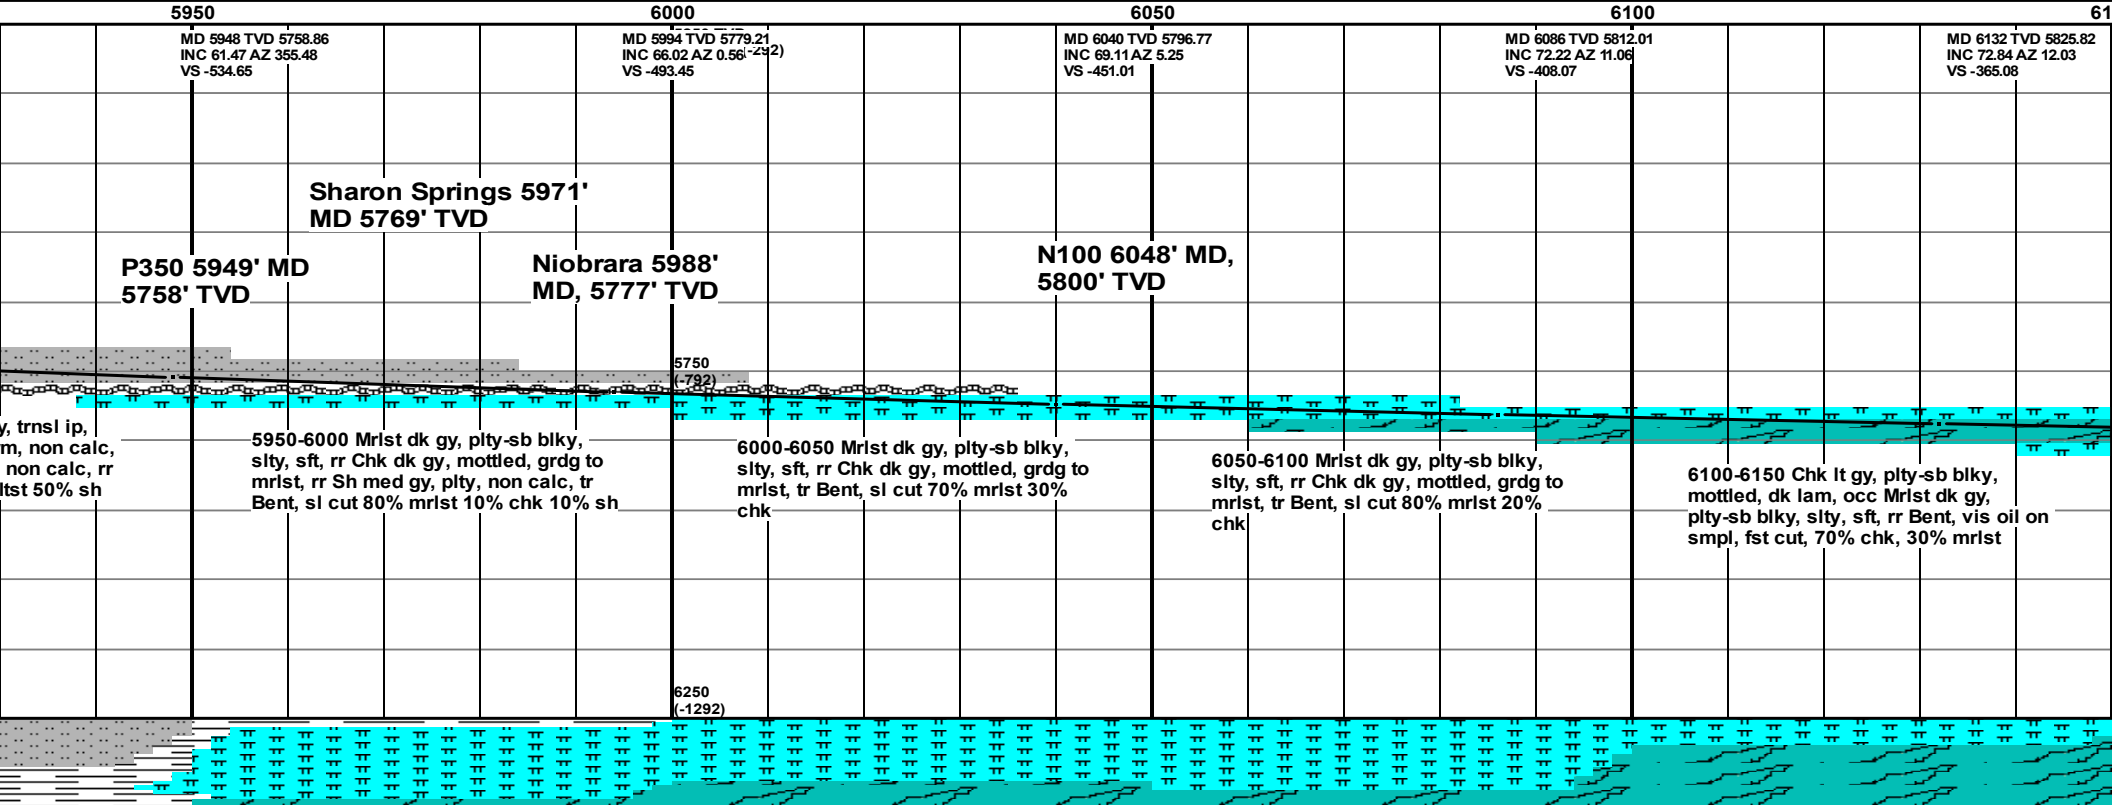 5950
6000
6050
6100
61
MD 5948 TVD 5758.86
INC 61.47 AZ 355.48
VS -534.65
MD 5994 TVD 5779.21
INC 66.02 AZ 0.56
VS -493.45
(-292)
MD 6040 TVD 5796.77
INC 69.11 AZ 5.25
VS -451.01
MD 6086 TVD 5812.01
INC 72.22 AZ 11.06
VS -408.07
MD 6132 TVD 5825.82
INC 72.84 AZ 12.03
VS -365.08
Sharon Springs 5971'
MD 5769' TVD
P350 5949' MD
5758' TVD
Niobrara 5988'
MD, 5777' TVD
N100 6048' MD,
5800' TVD
5750
(-792)
y, trnsl ip,
m, non calc,
non calc, rr
ltst 50% sh
5950-6000 Mrlst dk gy, plty-sb blky,
slty, sft, rr Chk dk gy, mottled, grdg to
mrlst, rr Sh med gy, plty, non calc, tr
Bent, sl cut 80% mrlst 10% chk 10% sh
6000-6050 Mrlst dk gy, plty-sb blky,
slty, sft, rr Chk dk gy, mottled, grdg to
mrlst, tr Bent, sl cut 70% mrlst 30%
chk
6050-6100 Mrlst dk gy, plty-sb blky,
slty, sft, rr Chk dk gy, mottled, grdg to
mrlst, tr Bent, sl cut 80% mrlst 20%
chk
6100-6150 Chk lt gy, plty-sb blky,
mottled, dk lam, occ Mrlst dk gy,
plty-sb blky, slty, sft, rr Bent, vis oil on
smpl, fst cut, 70% chk, 30% mrlst
6250
(-1292)